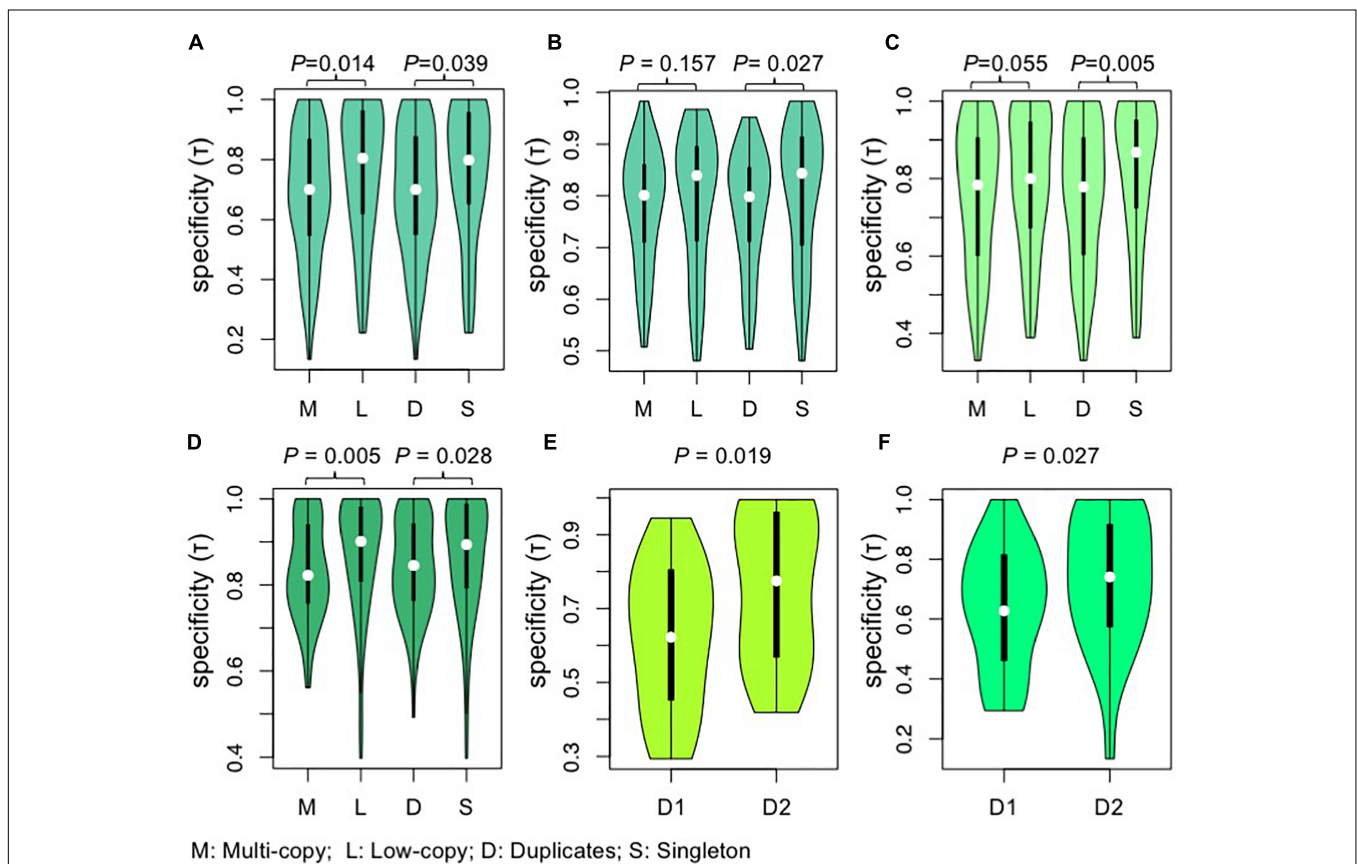 A
P=0.014 P=0.039
specificity (τ)
1.0
0.8
0.6
0.4
0.2
M L D S
B
P = 0.157 P= 0.027
specificity (τ)
1.0
0.9
0.8
0.7
0.6
0.5
M L D S
C
P=0.055 P=0.005
specificity (τ)
1.0
0.8
0.6
0.4
M L D S
D
P = 0.005 P = 0.028
specificity (τ)
1.0
0.8
0.6
0.4
M L D S
E
P = 0.019
specificity (τ)
0.9
0.7
0.5
0.3
D1 D2
F
P = 0.027
specificity (τ)
1.0
0.8
0.6
0.4
0.2
D1 D2
M: Multi-copy; L: Low-copy; D: Duplicates; S: Singleton